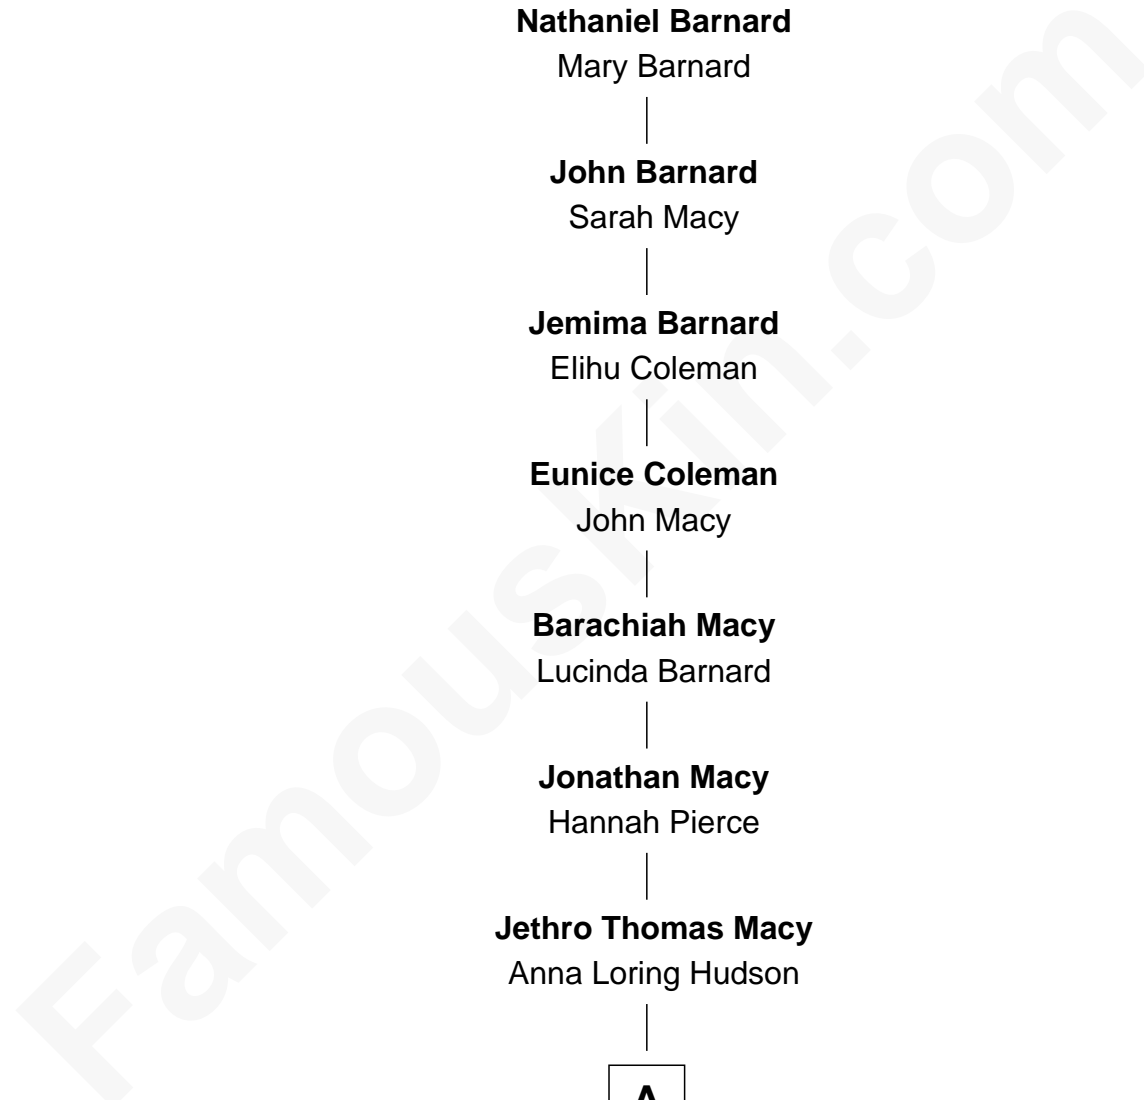 Nathaniel Barnard
Mary Barnard
John Barnard
Sarah Macy
Jemima Barnard
Elihu Coleman
Eunice Coleman
John Macy
Barachiah Macy
Lucinda Barnard
Jonathan Macy
Hannah Pierce
Jethro Thomas Macy
Anna Loring Hudson
A
FamousKin.com